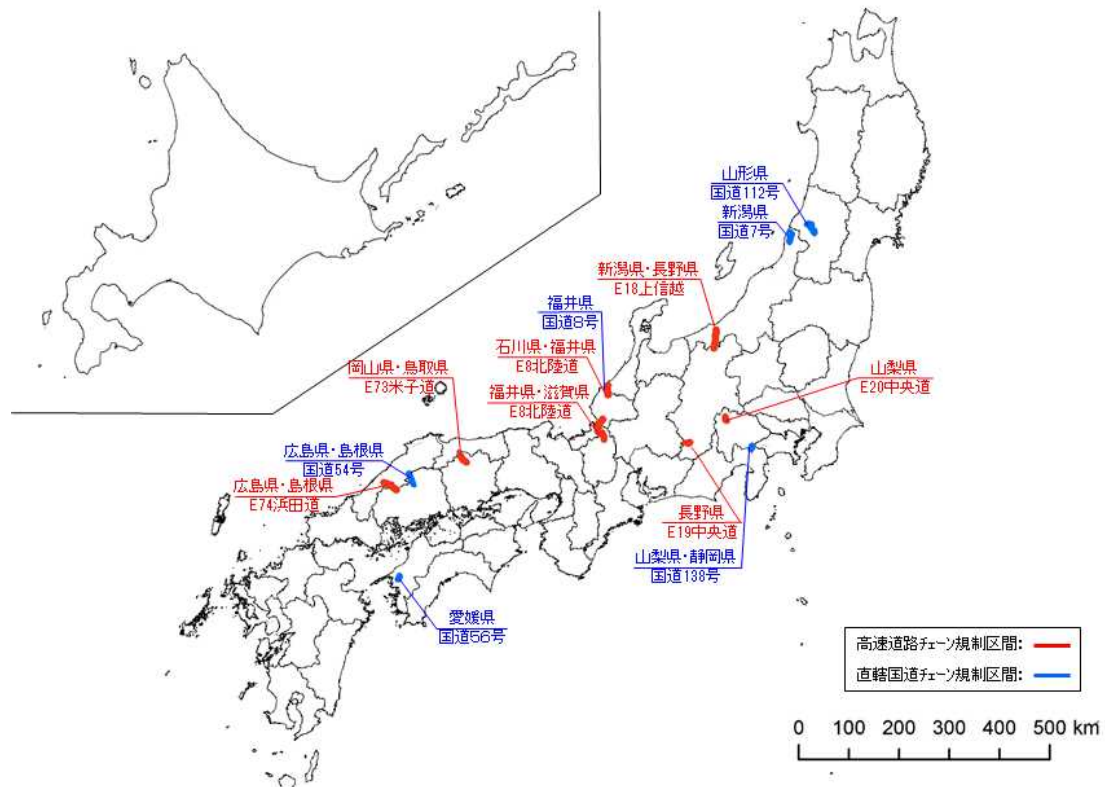 山形県
国道112号
新潟県
国道7号
新潟県・長野県
E18上信越
福井県
国道8号
石川県・福井県
E8北陸道
岡山県・鳥取県
E73米子道
福井県・滋賀県
E8北陸道
山梨県
E20中央道
広島県・島根県
国道54号
広島県・島根県
E74浜田道
長野県
E19中央道
山梨県・静岡県
国道138号
愛媛県
国道56号
高速道路チェーン規制区間:
直轄国道チェーン規制区間:
0 100 200 300 400 500 km